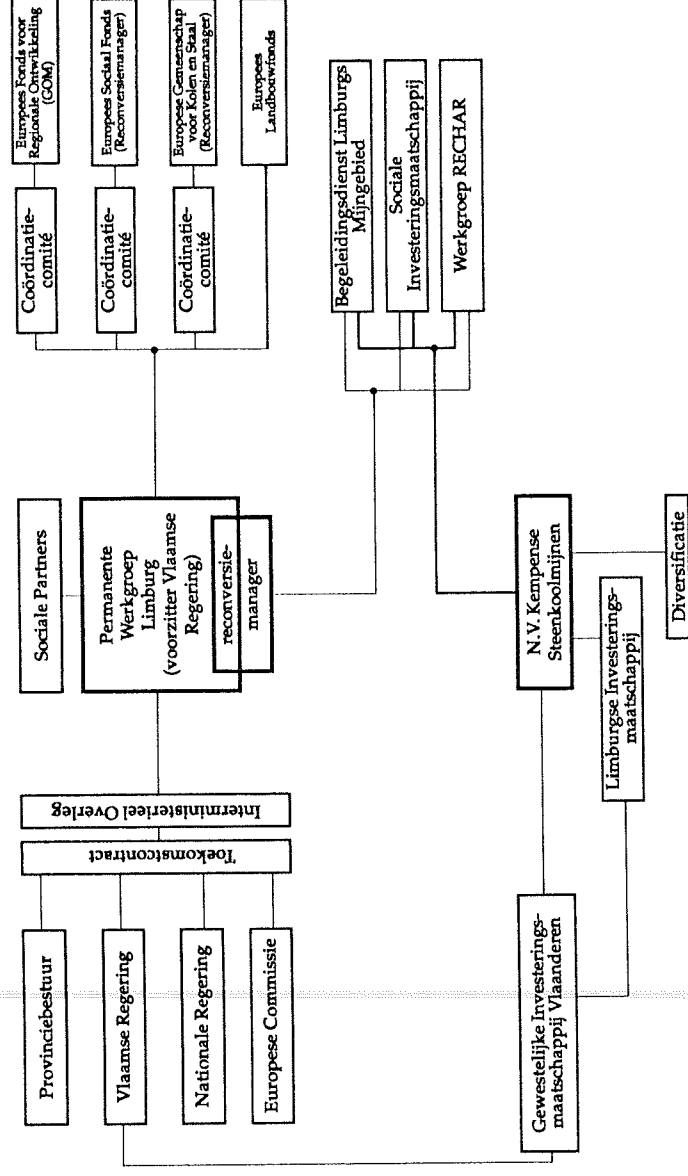 Provinciebestuur
Vlaamse Regering
Nationale Regering
Europese Commissie
Toekomstcontract
Interministerieel Overleg
Sociale Partners
Permanente
Werkgroep
Limburg
(voorzitter Vlaamse
Regering)
reconversie-
manager
Coördinatie-
comité
Coördinatie-
comité
Coördinatie-
comité
Europees Fonds voor
Regionale Ontwikkeling
(GOM)
Europees Sociaal Fonds
(Reconversiemanager)
Europese Gemeenschap
voor Kolen en Staal
(Reconversiemanager)
Europees
Landbouwfonds
Begeleidingsdienst Limburgs
Mijngebied
Sociale
Investeringsmaatschappij
Werkgroep RECHAR
Gewestelijke Investerings-
maatschappij Vlaanderen
N.V. Kempense
Steenkoolmijnen
Limburgse Investerings-
maatschappij
Diversificatie